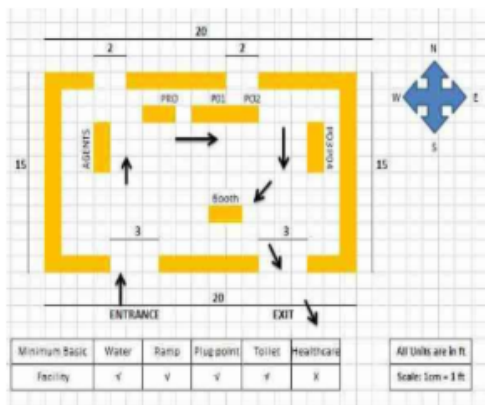 20
2 2
N
W E
S
PRO PO1 PO2
AGENTS
PO3PO4
15 15
Booth
3 3
20
ENTRANCE EXIT
Minimum Basic Water Ramp Plug point Toilet Healthcare
Facility √ √ √ √ X
All Units are in ft
Scale: 1cm = 1 ft